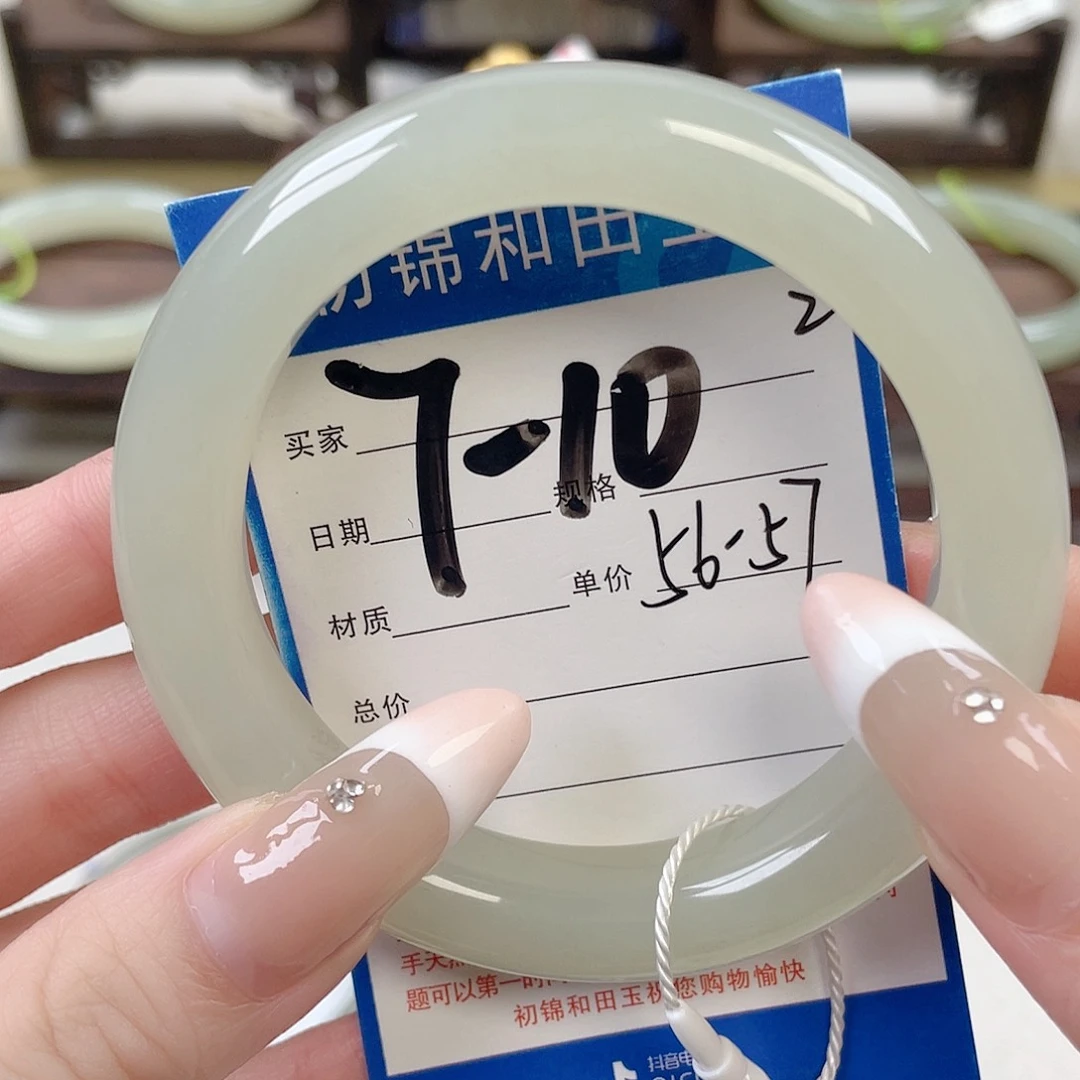 初锦和田玉
2
7-10
买家
规格
日期
56-57
单价
材质
总价
题可以第一时
初锦和田玉祝您购物愉快
抖音电